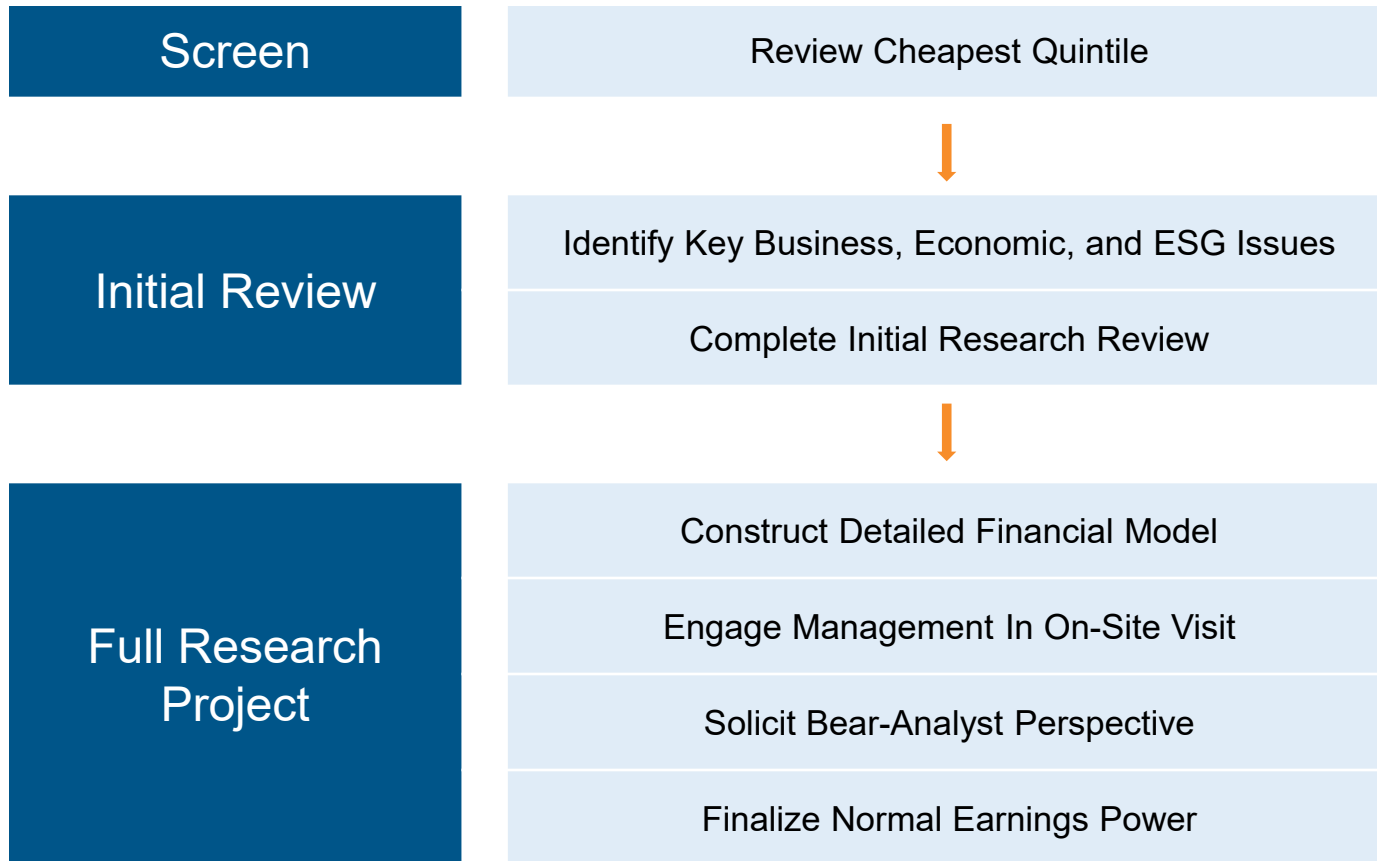 Screen
Review Cheapest Quintile
Initial Review
Identify Key Business, Economic, and ESG Issues
Complete Initial Research Review
Full Research
Project
Construct Detailed Financial Model
Engage Management In On-Site Visit
Solicit Bear-Analyst Perspective
Finalize Normal Earnings Power